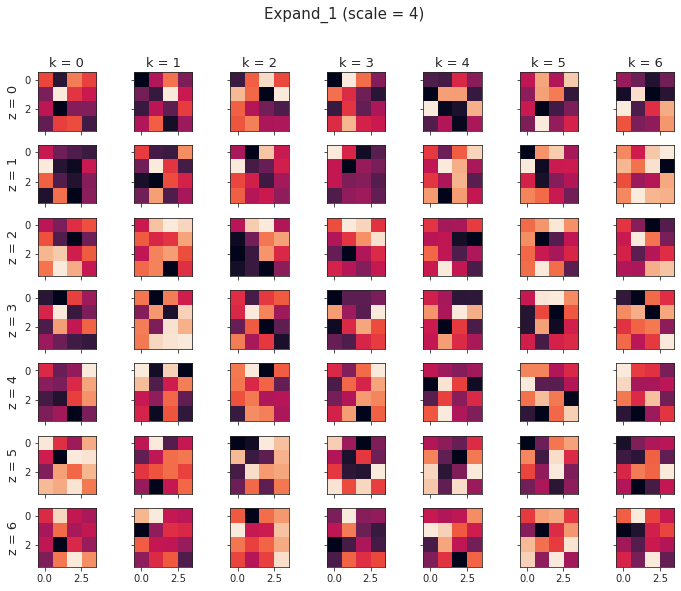 Expand_1 (scale = 4)
k = 0 k = 1 k = 2 k = 3 k = 4 k = 5 k = 6
z = 0
0
2
z = 1
0
2
z = 2
0
2
z = 3
0
2
z = 4
0
2
z = 5
0
2
z = 6
0
2
0.0 2.5 0.0 2.5 0.0 2.5 0.0 2.5 0.0 2.5 0.0 2.5 0.0 2.5